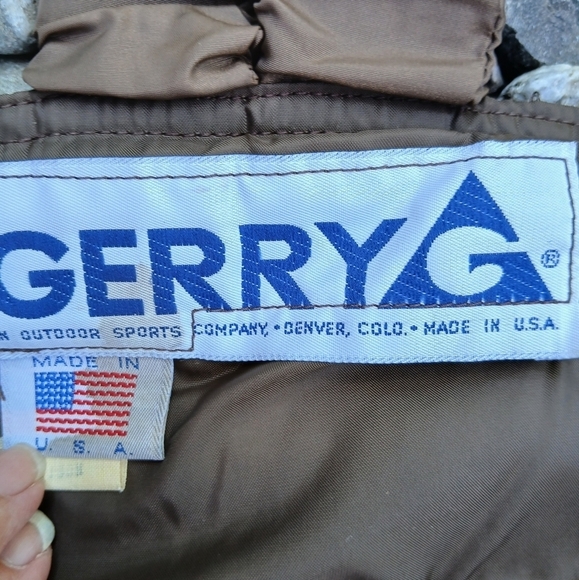 GERRY G ®
N OUTDOOR SPORTS COMPANY, • DENVER, COLO. • MADE IN U.S.A.
MADE IN
U. S. A.